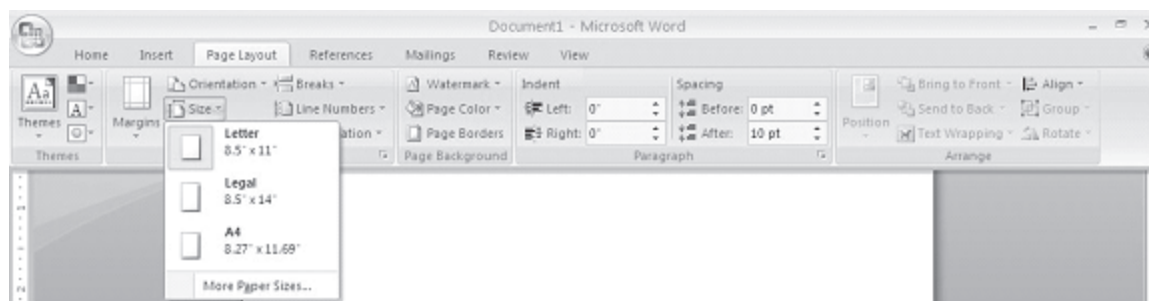 Document1 - Microsoft Word
Home Insert Page Layout References Mailings Review View
Aa Orientation Breaks Watermark Indent Spacing Bring to Front Align
A Size Line Numbers Page Color Left: 0" Before: 0 pt Send to Back Group
Themes Margins ation Page Borders Right: 0" After: 10 pt Position Text Wrapping Rotate
Themes Page Background Paragraph Arrange
Letter
8.5" x 11"
Legal
8.5" x 14"
A4
8.27" x 11.69"
More Paper Sizes...